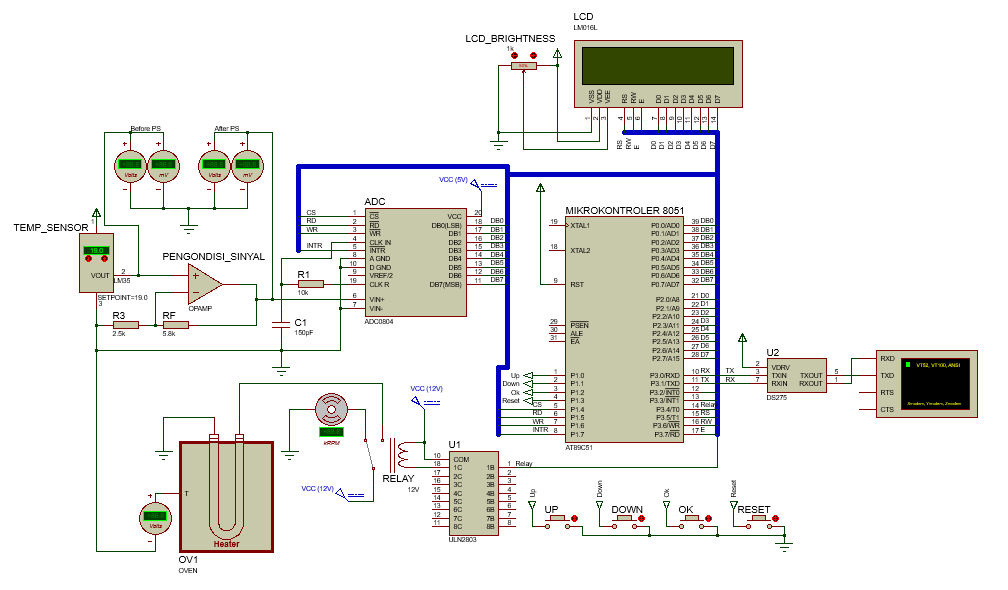 LCD
LM016L
LCD_BRIGHTNESS
1k
VSS VDD VEE RS RW E D0 D1 D2 D3 D4 D5 D6 D7
1 2 3 4 5 6 7 8 9 10 11 12 13 14
RS RW E D0 D1 D2 D3 D4 D5 D6 D7
Before PS
After PS
Volts
mV
Volts
mV
TEMP_SENSOR
1
VOUT
2
LM35
SETPOINT=19.0
3
PENGONDISI_SINYAL
OPAMP
R3
2.5k
RF
5.8k
R1
10k
C1
150pF
VCC (5V)
ADC
CS 1 CS
RD 2 RD
WR 3 WR
4 CLK IN
INTR 5 INTR
8 A GND
10 D GND
9 VREF/2
19 CLK R
6 VIN+
7 VIN-
VCC 20
DB0(LSB) 18 DB0
DB1 17 DB1
DB2 16 DB2
DB3 15 DB3
DB4 14 DB4
DB5 13 DB5
DB6 12 DB6
DB7(MSB) 11 DB7
ADC0804
MIKROKONTROLER 8051
19 XTAL1
18 XTAL2
9 RST
29 PSEN
30 ALE
31 EA
Up 1 P1.0
Down 2 P1.1
Ok 3 P1.2
Reset 4 P1.3
CS 5 P1.4
RD 6 P1.5
WR 7 P1.6
INTR 8 P1.7
P0.0/AD0 39 DB0
P0.1/AD1 38 DB1
P0.2/AD2 37 DB2
P0.3/AD3 36 DB3
P0.4/AD4 35 DB4
P0.5/AD5 34 DB5
P0.6/AD6 33 DB6
P0.7/AD7 32 DB7
P2.0/A8 21 D0
P2.1/A9 22 D1
P2.2/A10 23 D2
P2.3/A11 24 D3
P2.4/A12 25 D4
P2.5/A13 26 D5
P2.6/A14 27 D6
P2.7/A15 28 D7
P3.0/RXD 10 RX
P3.1/TXD 11 TX
P3.2/INT0 12
P3.3/INT1 13
P3.4/T0 14 Relay
P3.5/T1 15 RS
P3.6/WR 16 RW
P3.7/RD 17 E
AT89C51
TX
RX
U2
2 VDRV
3 TXIN
7 RXIN
TXOUT 5
RXOUT 1
DS275
RXD
TXD
RTS
CTS
VT52, VT100, ANSI
Xmodem, Ymodem, Zmodem
VCC (12V)
kRPM
RELAY
12V
VCC (12V)
U1
10 COM
18 1C
17 2C
16 3C
15 4C
14 5C
13 6C
12 7C
11 8C
1B 1 Relay
2B 2
3B 3
4B 4
5B 5
6B 6
7B 7
8B 8
ULN2803
Up
UP
Down
DOWN
Ok
OK
Reset
RESET
Volts
T
Heater
OV1
OVEN